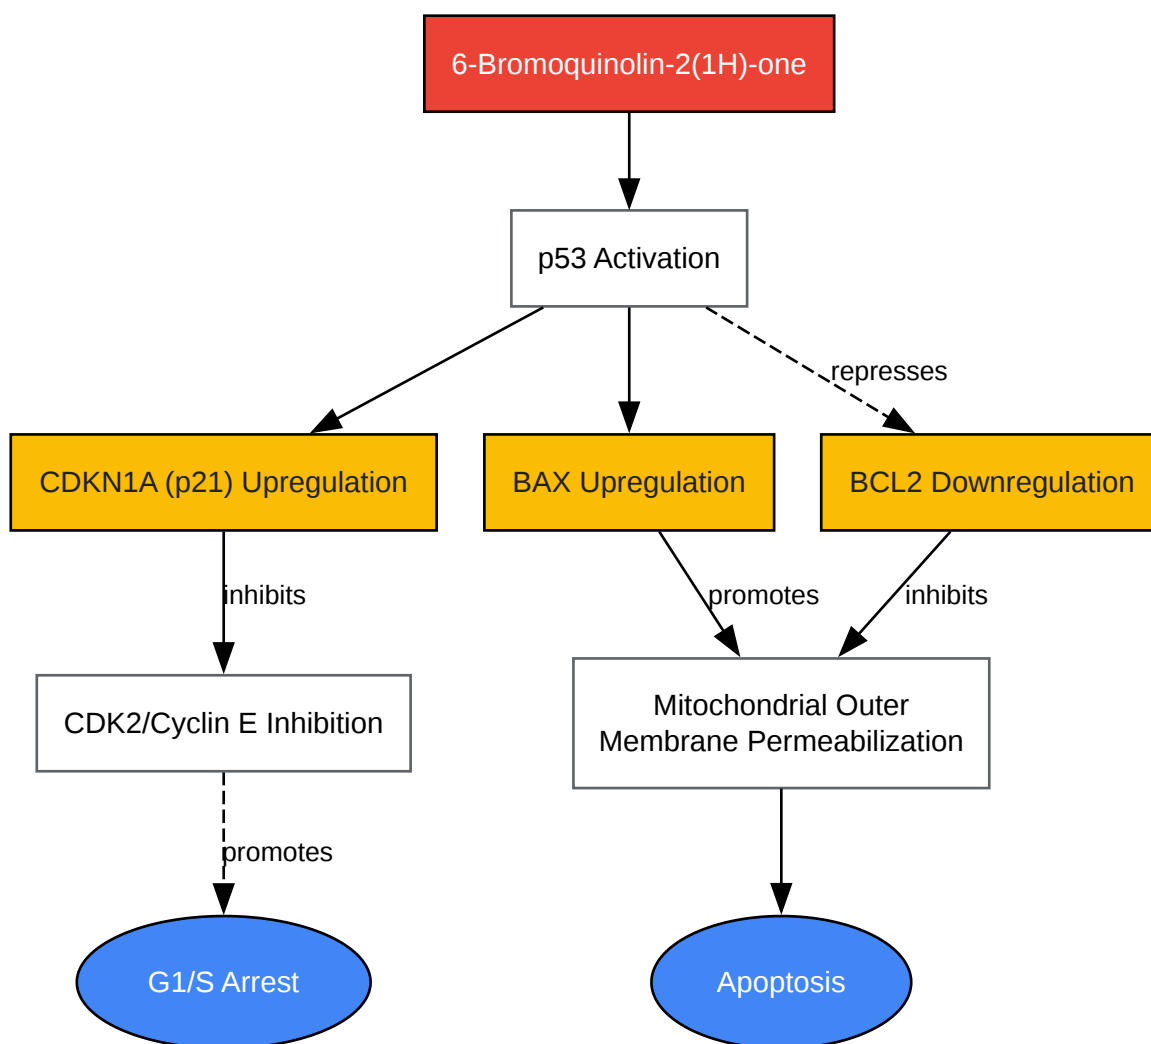 6-Bromoquinolin-2(1H)-one
p53 Activation
represses
CDKN1A (p21) Upregulation
BAX Upregulation
BCL2 Downregulation
inhibits
promotes
inhibits
CDK2/Cyclin E Inhibition
Mitochondrial Outer
Membrane Permeabilization
promotes
G1/S Arrest
Apoptosis